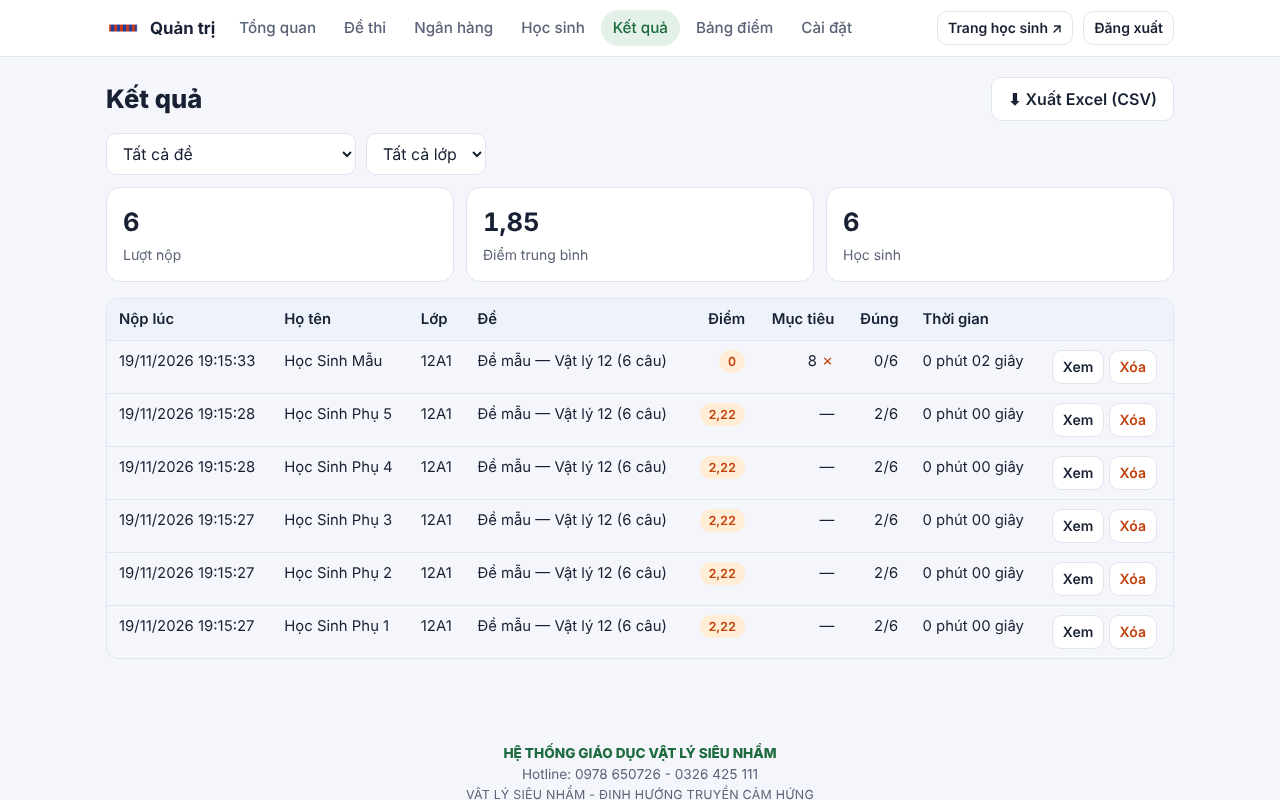 Quản trị Tổng quan Đề thi Ngân hàng Học sinh Kết quả Bảng điểm Cài đặt Trang học sinh ↗ Đăng xuất
Kết quả ⬇ Xuất Excel (CSV)
Tất cả đề Tất cả lớp
6 1,85 6
Lượt nộp Điểm trung bình Học sinh
Nộp lúc Họ tên Lớp Đề Điểm Mục tiêu Đúng Thời gian
19/11/2026 19:15:33 Học Sinh Mẫu 12A1 Đề mẫu — Vật lý 12 (6 câu) 0 8 × 0/6 0 phút 02 giây Xem Xóa
19/11/2026 19:15:28 Học Sinh Phụ 5 12A1 Đề mẫu — Vật lý 12 (6 câu) 2,22 — 2/6 0 phút 00 giây Xem Xóa
19/11/2026 19:15:28 Học Sinh Phụ 4 12A1 Đề mẫu — Vật lý 12 (6 câu) 2,22 — 2/6 0 phút 00 giây Xem Xóa
19/11/2026 19:15:27 Học Sinh Phụ 3 12A1 Đề mẫu — Vật lý 12 (6 câu) 2,22 — 2/6 0 phút 00 giây Xem Xóa
19/11/2026 19:15:27 Học Sinh Phụ 2 12A1 Đề mẫu — Vật lý 12 (6 câu) 2,22 — 2/6 0 phút 00 giây Xem Xóa
19/11/2026 19:15:27 Học Sinh Phụ 1 12A1 Đề mẫu — Vật lý 12 (6 câu) 2,22 — 2/6 0 phút 00 giây Xem Xóa
HỆ THỐNG GIÁO DỤC VẬT LÝ SIÊU NHẨM
Hotline: 0978 650726 - 0326 425 111
VẬT LÝ SIÊU NHẨM - ĐỊNH HƯỚNG TRUYỀN CẢM HỨNG